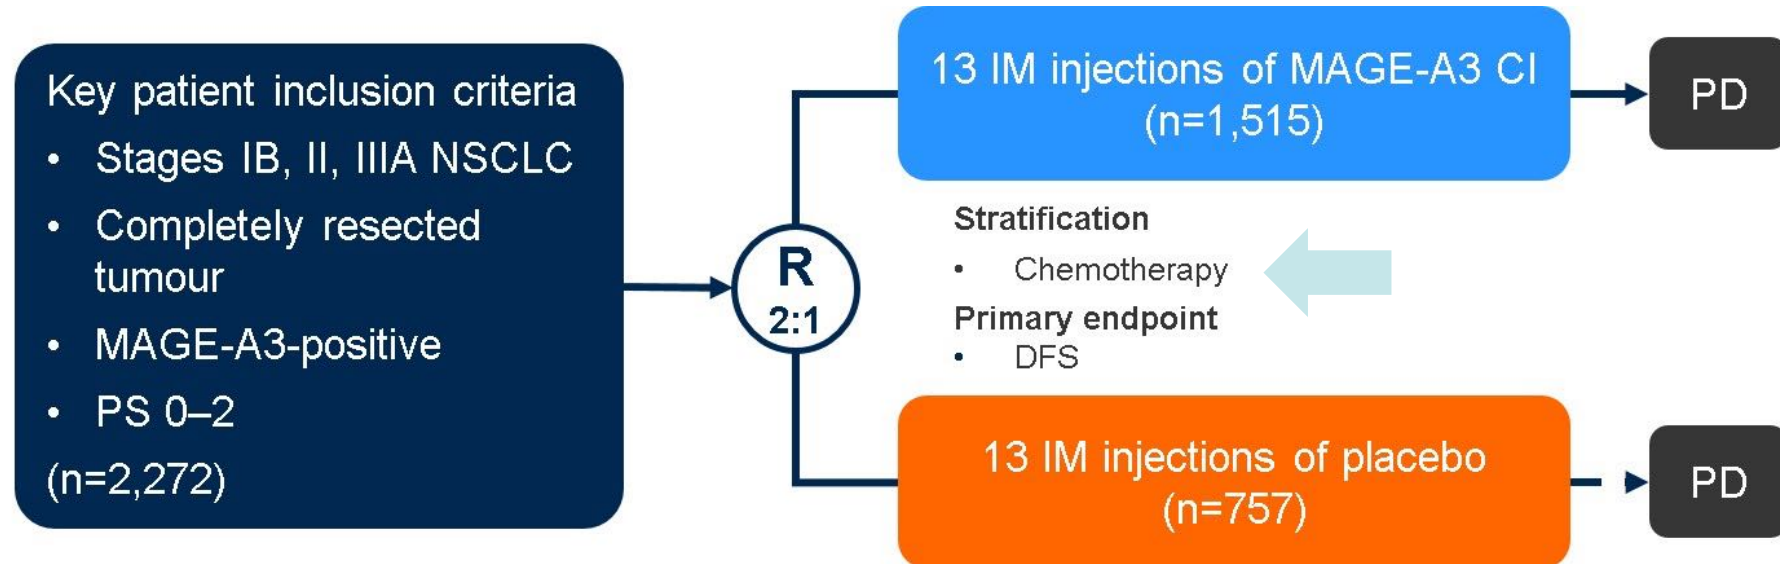 Key patient inclusion criteria
• Stages IB, II, IIIA NSCLC
• Completely resected
tumour
• MAGE-A3-positive
• PS 0–2
(n=2,272)
R
2:1
13 IM injections of MAGE-A3 CI
(n=1,515)
PD
Stratification
• Chemotherapy
Primary endpoint
• DFS
13 IM injections of placebo
(n=757)
PD